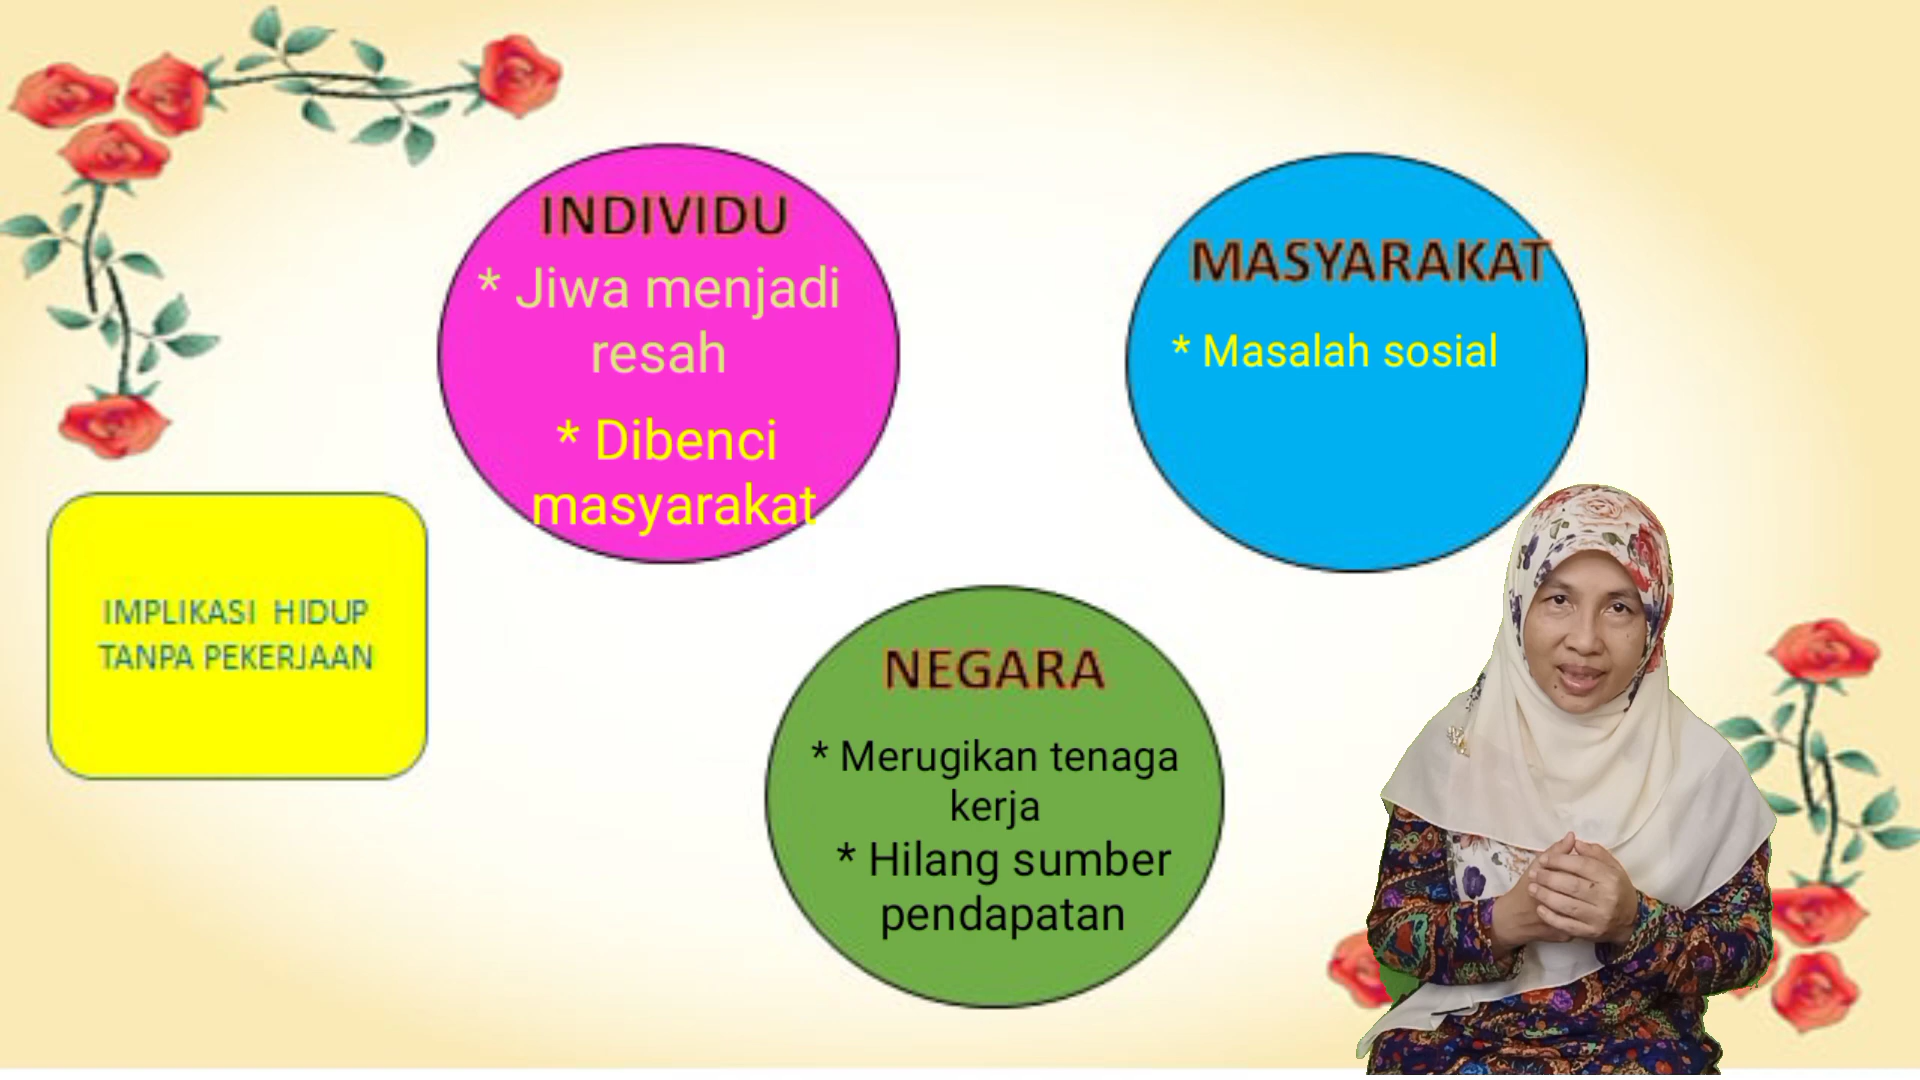 INDIVIDU
* Jiwa menjadi
resah
* Dibenci
masyarakat
MASYARAKAT
* Masalah sosial
IMPLIKASI HIDUP
TANPA PEKERJAAN
NEGARA
* Merugikan tenaga
kerja
* Hilang sumber
pendapatan